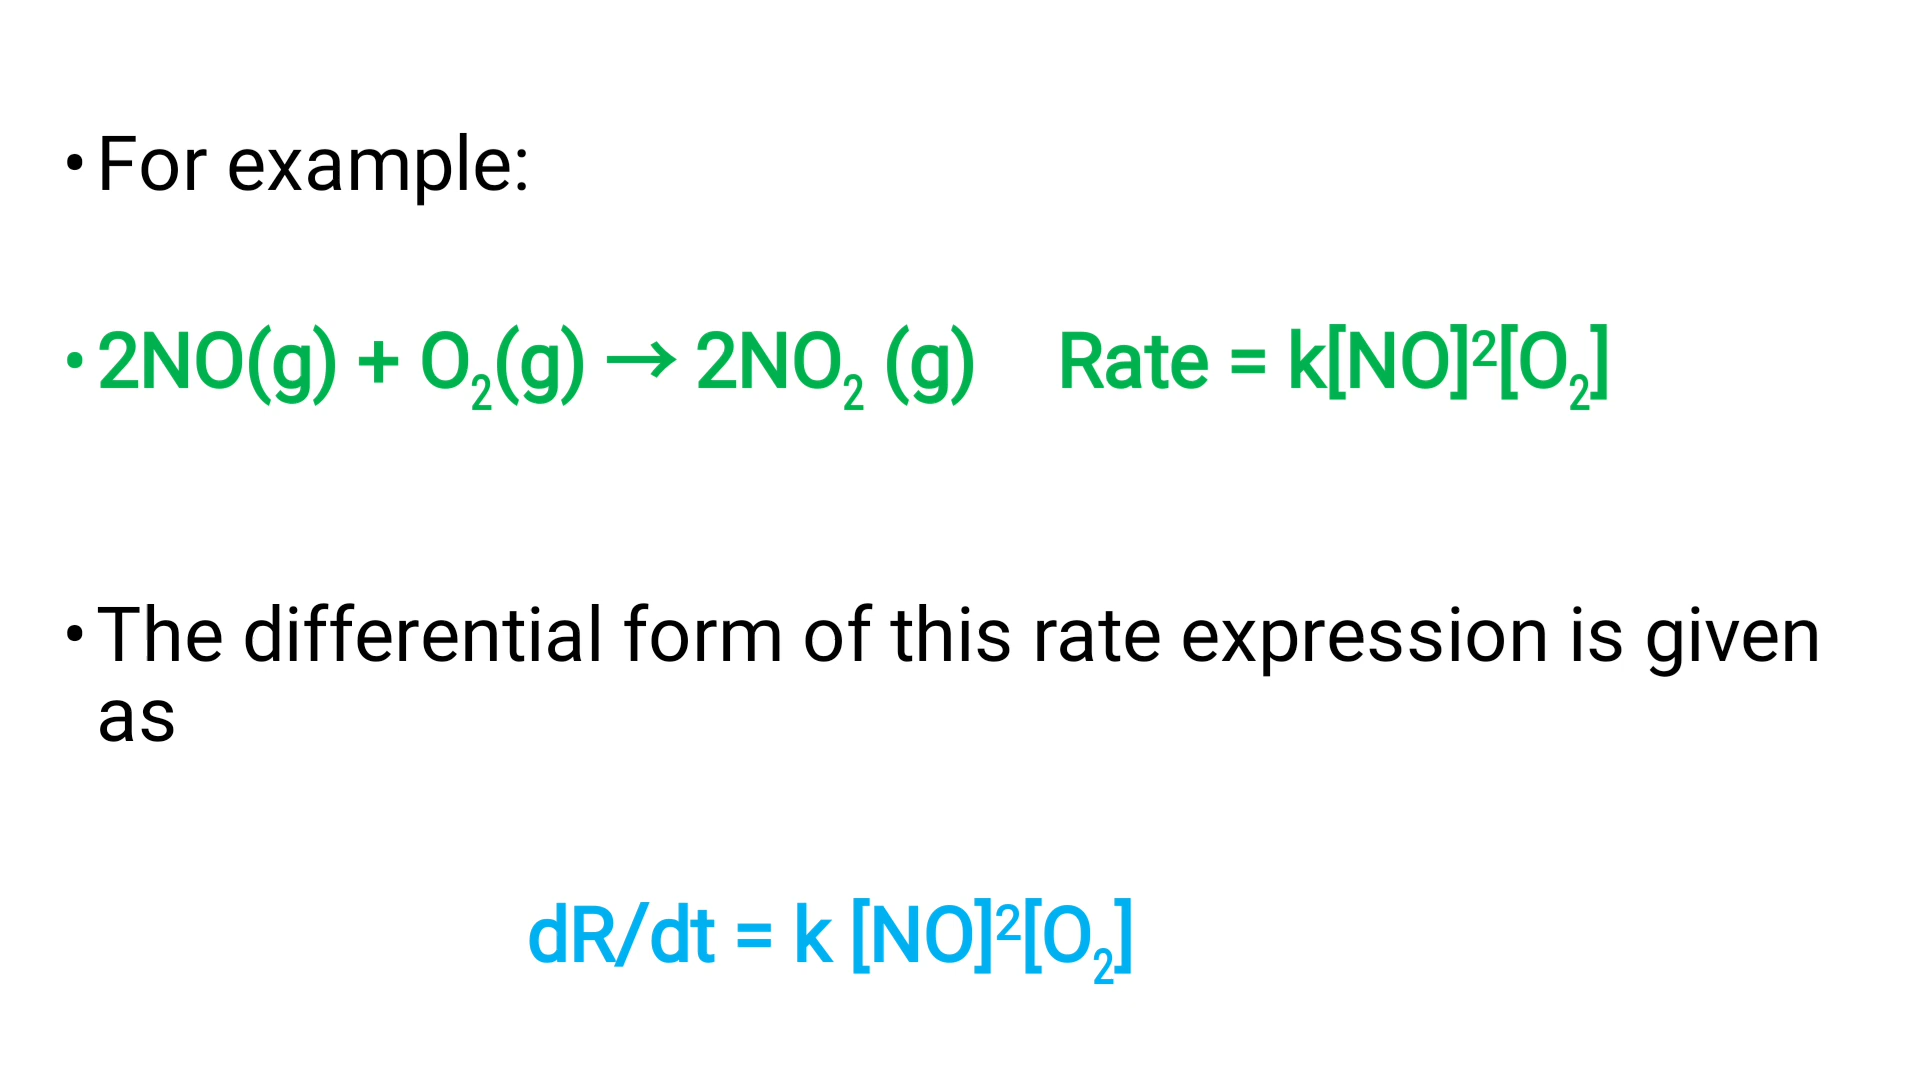 • For example:
• 2NO(g) + O₂(g) → 2NO₂ (g) Rate = k[NO]²[O₂]
• The differential form of this rate expression is given
as
dR/dt = k [NO]²[O₂]